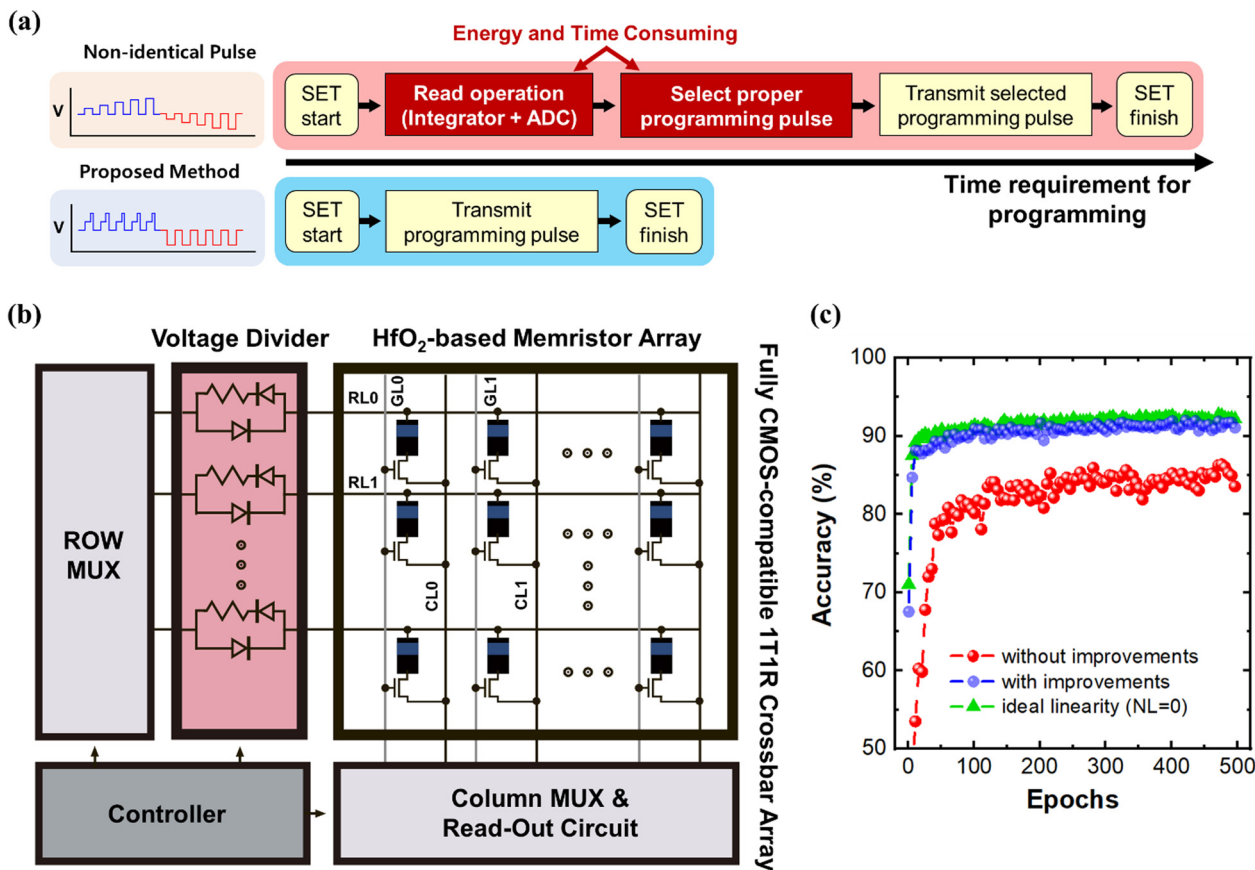 (a)
Energy and Time Consuming
Non-identical Pulse
V
SET
start
Read operation
(Integrator + ADC)
Select proper
programming pulse
Transmit selected
programming pulse
SET
finish
Proposed Method
V
SET
start
Transmit
programming pulse
SET
finish
Time requirement for
programming
(b)
Voltage Divider
HfO₂-based Memristor Array
ROW
MUX
RL0
GL0
GL1
RL1
CL0
CL1
Fully CMOS-compatible 1T1R Crossbar Array
Controller
Column MUX &
Read-Out Circuit
(c)
Accuracy (%)
100
90
80
70
60
50
without improvements
with improvements
ideal linearity (NL=0)
0 100 200 300 400 500
Epochs